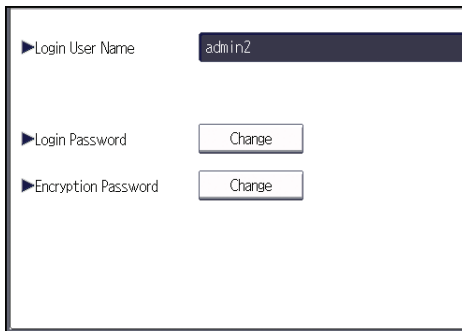 ▶Login User Name admin2
▶Login Password Change
▶Encryption Password Change